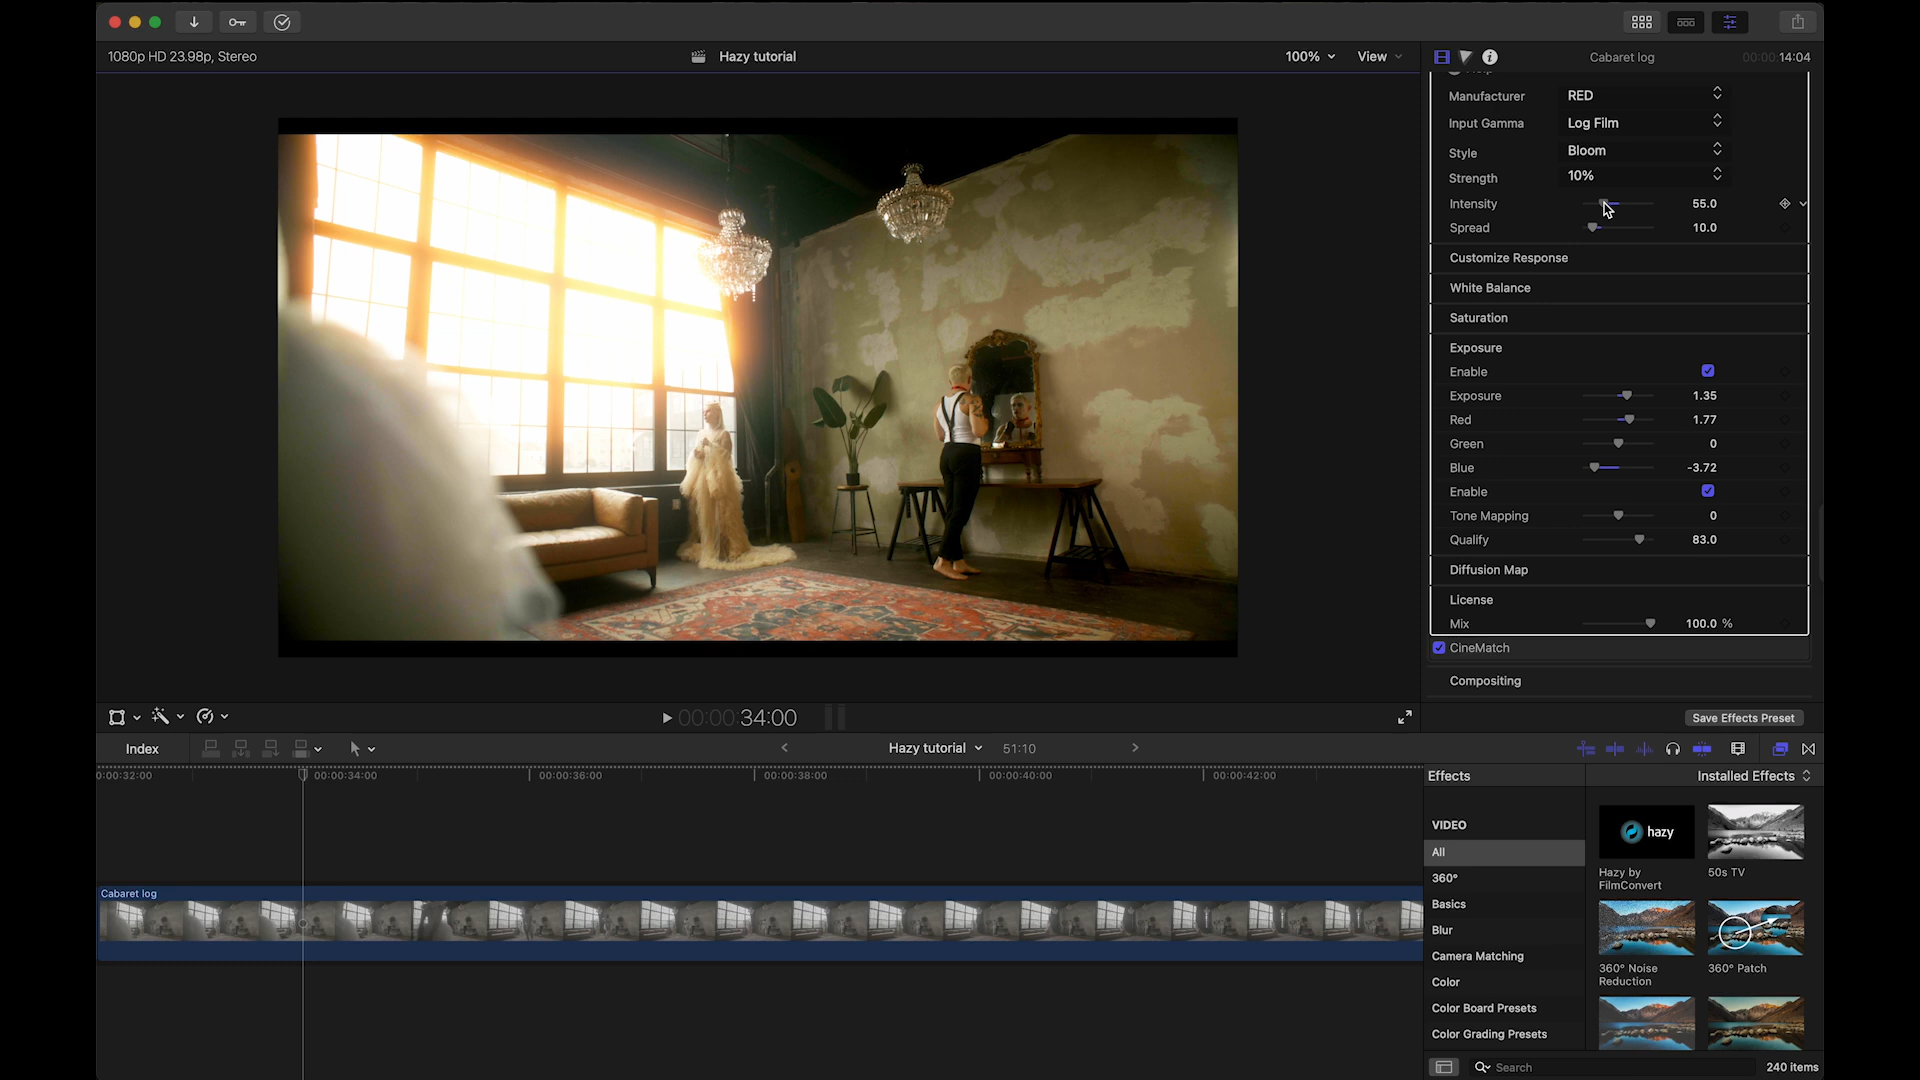 1080p HD 23.98p, Stereo
Hazy tutorial
100%
View
Cabaret log
00:00:14:04
Manufacturer
RED
Input Gamma
Log Film
Style
Bloom
Strength
10%
Intensity
55.0
Spread
10.0
Customize Response
White Balance
Saturation
Exposure
Enable
Exposure
1.35
Red
1.77
Green
0
Blue
-3.72
Enable
Tone Mapping
0
Qualify
83.0
Diffusion Map
License
Mix
100.0 %
CineMatch
Compositing
00:00:34:00
Save Effects Preset
Index
Hazy tutorial
51:10
0:00:32:00
00:00:34:00
00:00:36:00
00:00:38:00
00:00:40:00
00:00:42:00
Effects
Installed Effects
VIDEO
All
360°
Basics
Blur
Camera Matching
Color
Color Board Presets
Color Grading Presets
hazy
Hazy by
FilmConvert
50s TV
360° Noise
Reduction
360° Patch
Cabaret log
Search
240 items